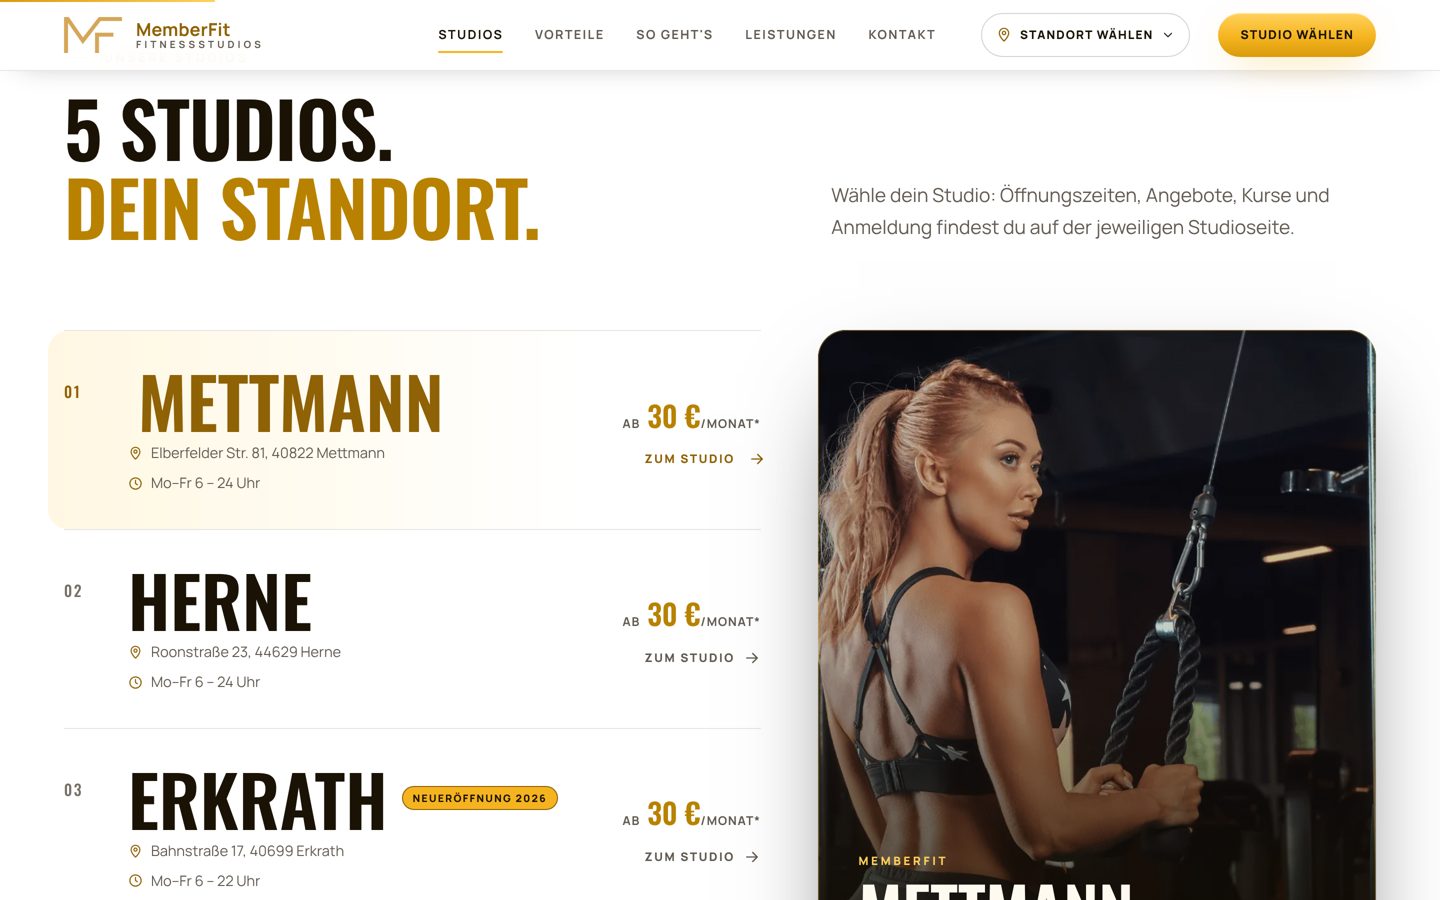 MemberFit
FITNESSSTUDIOS
STUDIOS
VORTEILE
SO GEHT'S
LEISTUNGEN
KONTAKT
STANDORT WÄHLEN
STUDIO WÄHLEN
5 STUDIOS.
DEIN STANDORT.
Wähle dein Studio: Öffnungszeiten, Angebote, Kurse und
Anmeldung findest du auf der jeweiligen Studioseite.
01
METTMANN
Elberfelder Str. 81, 40822 Mettmann
Mo–Fr 6 – 24 Uhr
AB 30 €/MONAT*
ZUM STUDIO
02
HERNE
Roonstraße 23, 44629 Herne
Mo–Fr 6 – 24 Uhr
AB 30 €/MONAT*
ZUM STUDIO
03
ERKRATH
NEUERÖFFNUNG 2026
Bahnstraße 17, 40699 Erkrath
Mo–Fr 6 – 22 Uhr
AB 30 €/MONAT*
ZUM STUDIO
MEMBERFIT
METTMANN